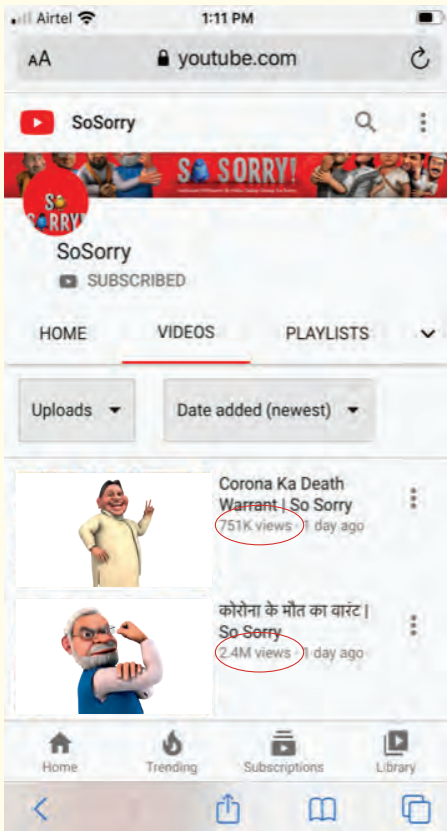 Airtel 1:11 PM
AA youtube.com
SoSorry
SO SORRY!
SO
SORRY!
SoSorry
SUBSCRIBED
HOME VIDEOS PLAYLISTS
Uploads Date added (newest)
Corona Ka Death
Warrant | So Sorry
751K views · 1 day ago
कोरोना के मौत का वारंट |
So Sorry
2.4M views · 1 day ago
Home Trending Subscriptions Library